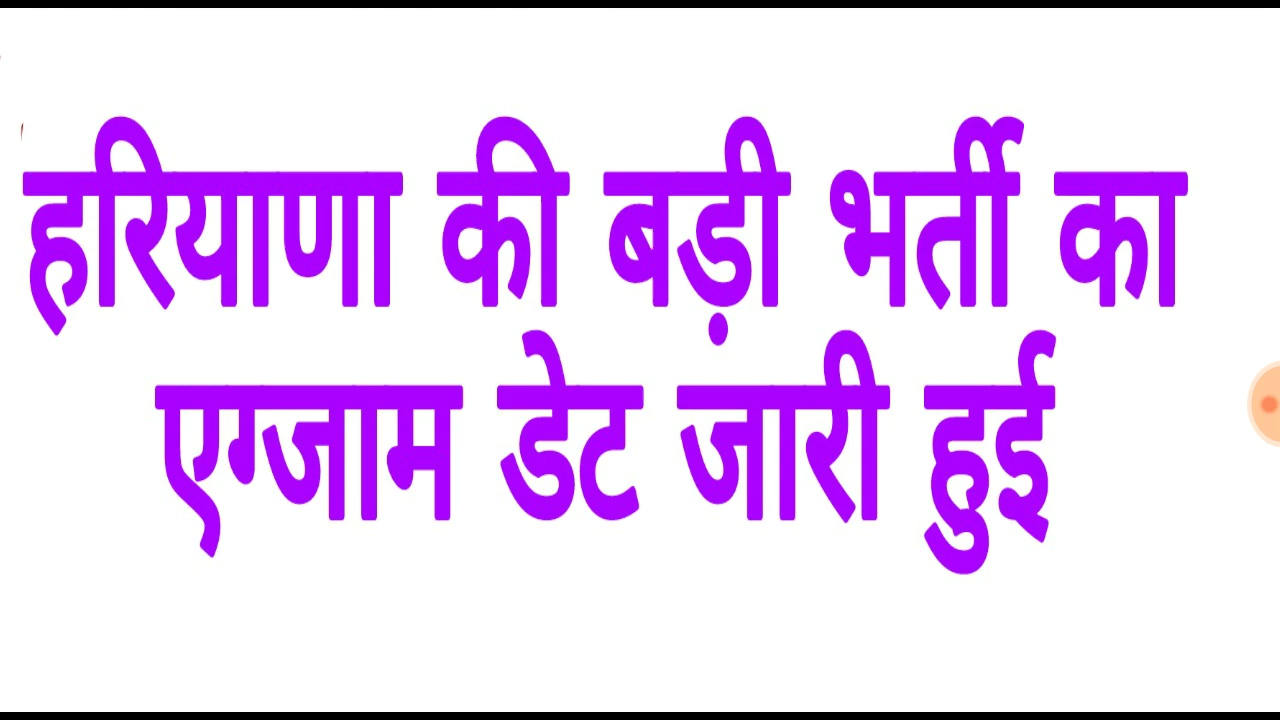 हरियाणा की बड़ी भर्ती का
एग्जाम डेट जारी हुई